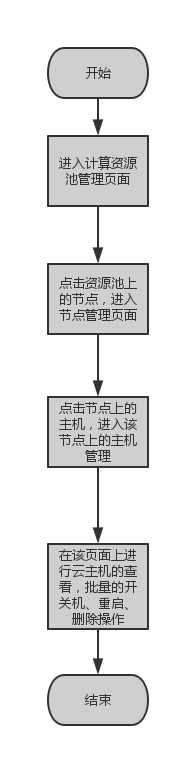 开始
进入计算资源
池管理页面
点击资源池上
的节点，进入
节点管理页面
点击节点上的
主机，进入该
节点上的主机
管理
在该页面上进
行云主机的查
看，批量的开
关机、重启、
删除操作
结束